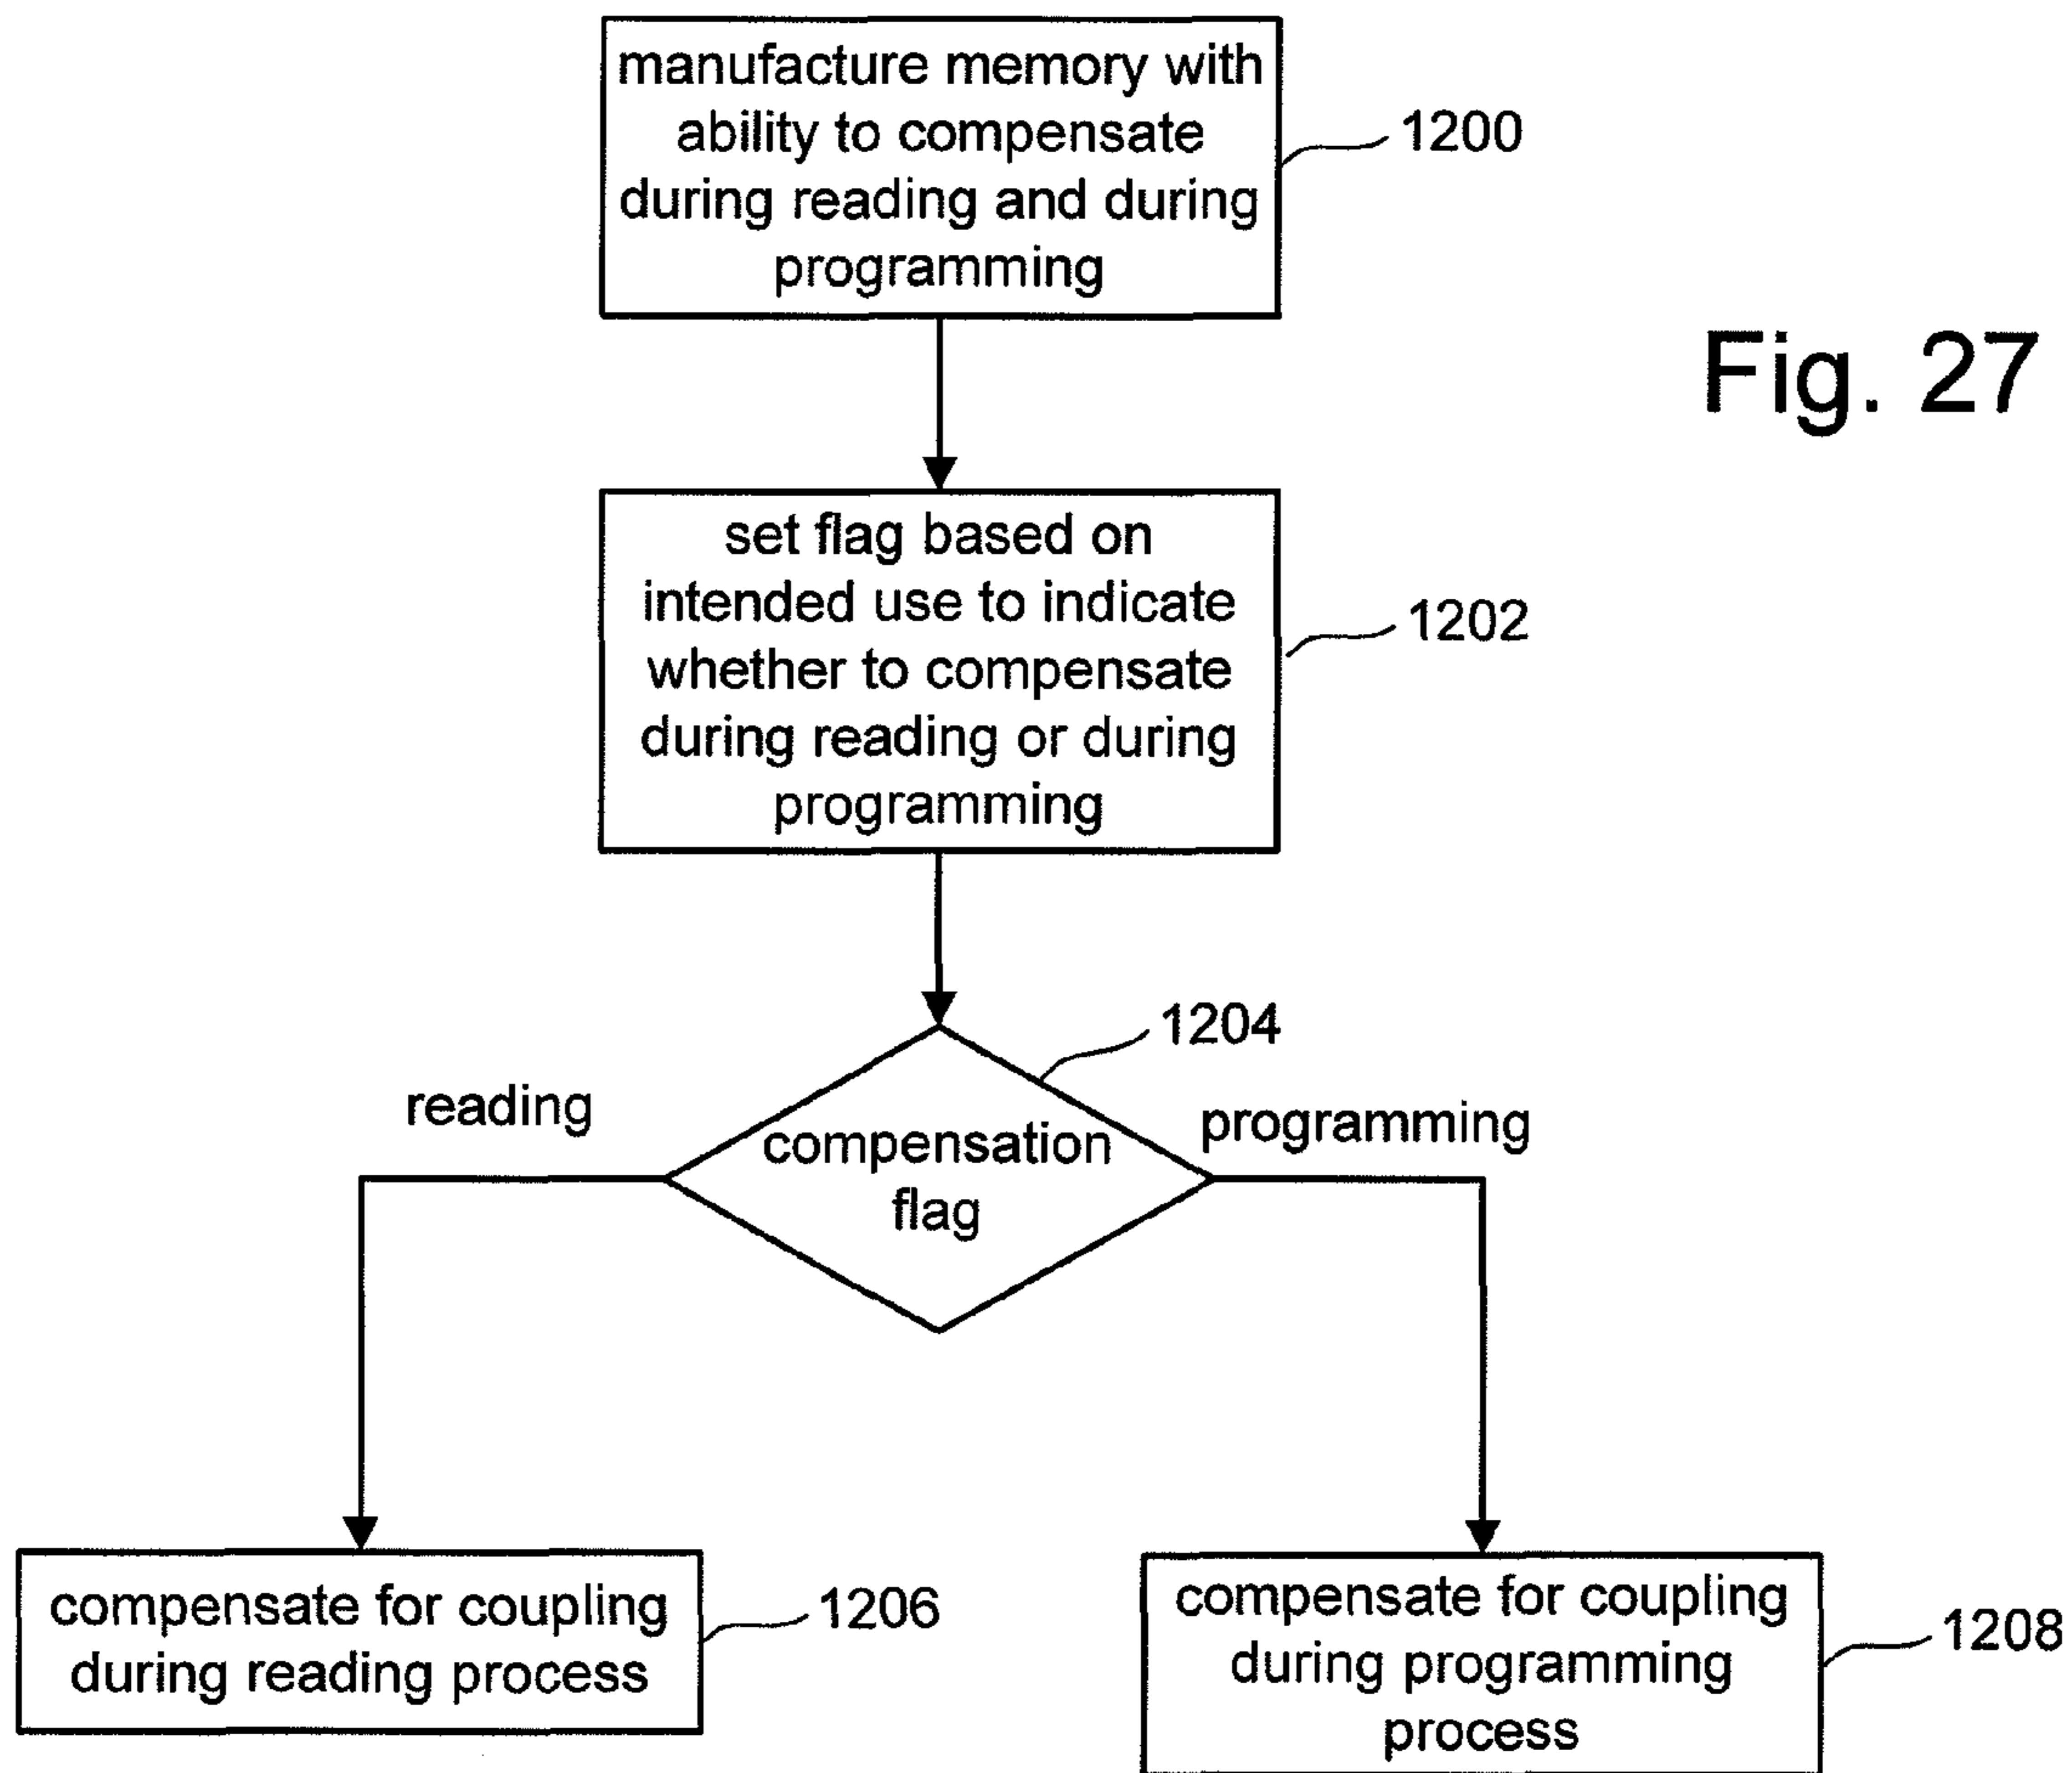 manufacture memory with
ability to compensate
during reading and during
programming
1200
Fig. 27
set flag based on
intended use to indicate
whether to compensate
during reading or during
programming
1202
1204
reading
programming
compensation
flag
compensate for coupling
during reading process
1206
compensate for coupling
during programming
process
1208